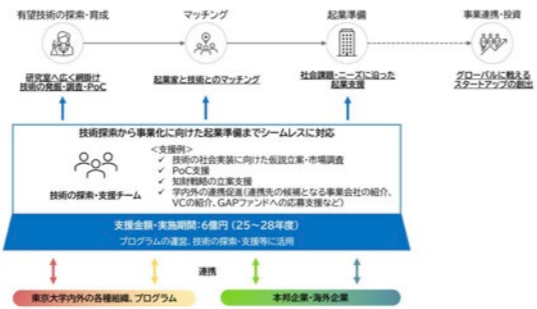 有望技術の探索・育成
マッチング
起業準備
事業連携・投資
研究室へ広く網掛け
技術の発掘・調査・PoC
起業家と技術とのマッチング
社会課題・ニーズに沿った
起業支援
グローバルに戦える
スタートアップの創出
技術探索から事業化に向けた起業準備までシームレスに対応
技術の探索・支援チーム
＜支援例＞
✓ 技術の社会実装に向けた仮説立案・市場調査
✓ PoC支援
✓ 知財戦略の立案支援
✓ 学内外の連携促進（連携先の候補となる事業会社の紹介、
VCの紹介、GAPファンドへの応募支援など）
支援金額・実施期間：6億円（25～28年度）
プログラムの運営、技術の探索・支援等に活用
連携
東京大学内外の各種組織、プログラム
本邦企業・海外企業